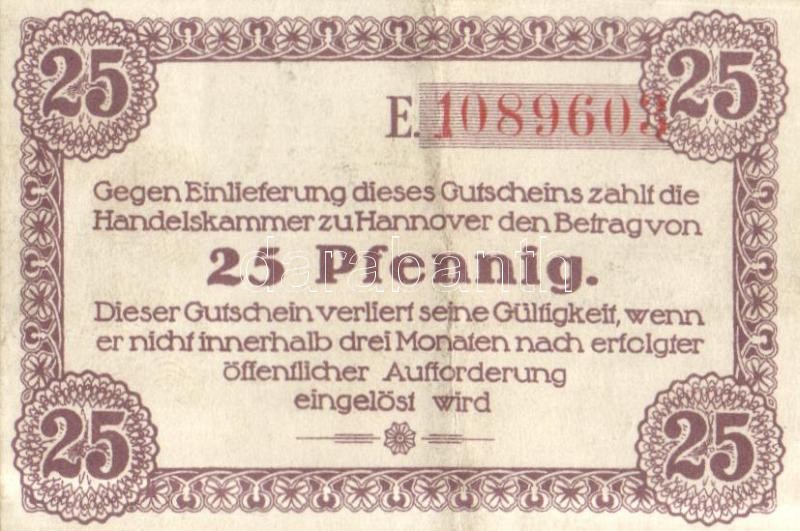 25
25
E. 1089603
Gegen Einlieferung dieses Gutscheins zahlt die
Handelskammer zu Hannover den Betrag von
25 Pfeanig.
Dieser Gutschein verliert seine Gültigkeit, wenn
er nicht innerhalb drei Monaten nach erfolgter
öffentlicher Aufforderung
eingelöst wird
25
25